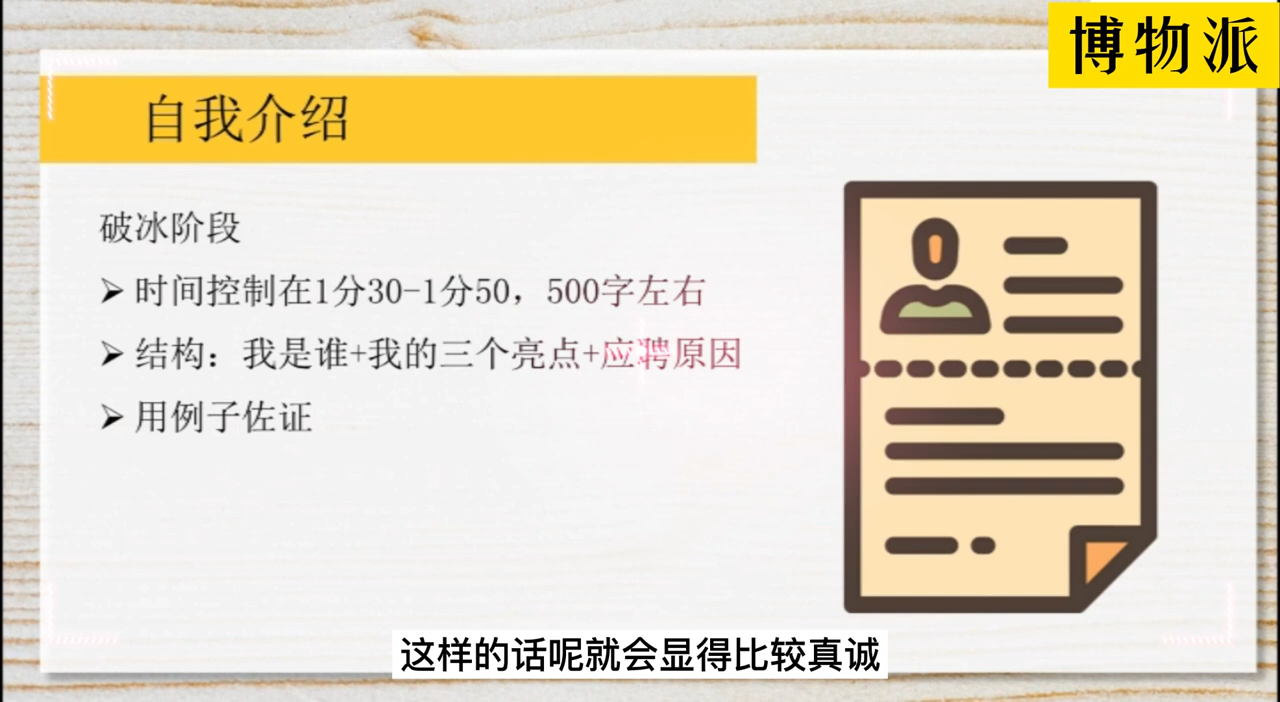 博物派
自我介绍
破冰阶段
➢ 时间控制在1分30-1分50，500字左右
➢ 结构：我是谁+我的三个亮点+应聘原因
➢ 用例子佐证
这样的话呢就会显得比较真诚